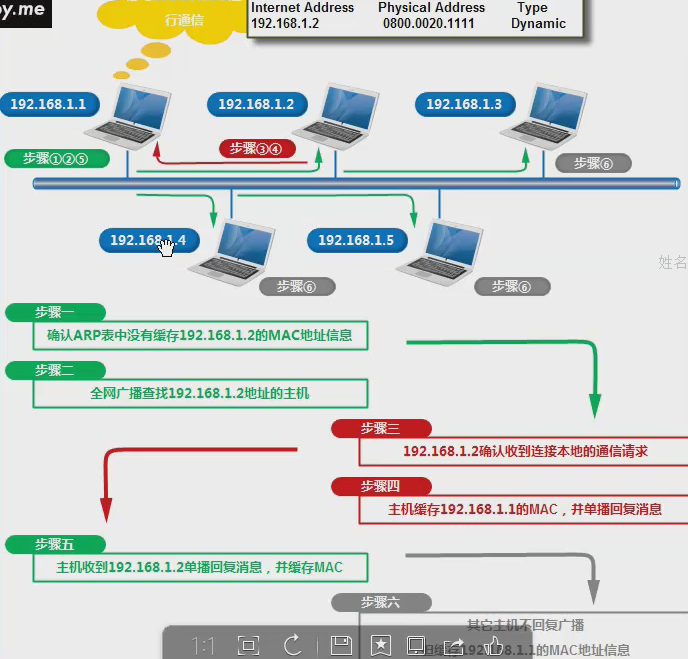 oy.me
行通信
Internet Address Physical Address Type
192.168.1.2 0800.0020.1111 Dynamic
192.168.1.1
192.168.1.2
192.168.1.3
步骤①②⑤
步骤③④
步骤⑥
192.168.1.4
192.168.1.5
步骤⑥
步骤⑥
姓名
步骤一
确认ARP表中没有缓存192.168.1.2的MAC地址信息
步骤二
全网广播查找192.168.1.2地址的主机
步骤三
192.168.1.2确认收到连接本地的通信请求
步骤四
主机缓存192.168.1.1的MAC，并单播回复消息
步骤五
主机收到192.168.1.2单播回复消息，并缓存MAC
步骤六
其它主机不回复广播
192.168.1.1的MAC地址信息
1:1